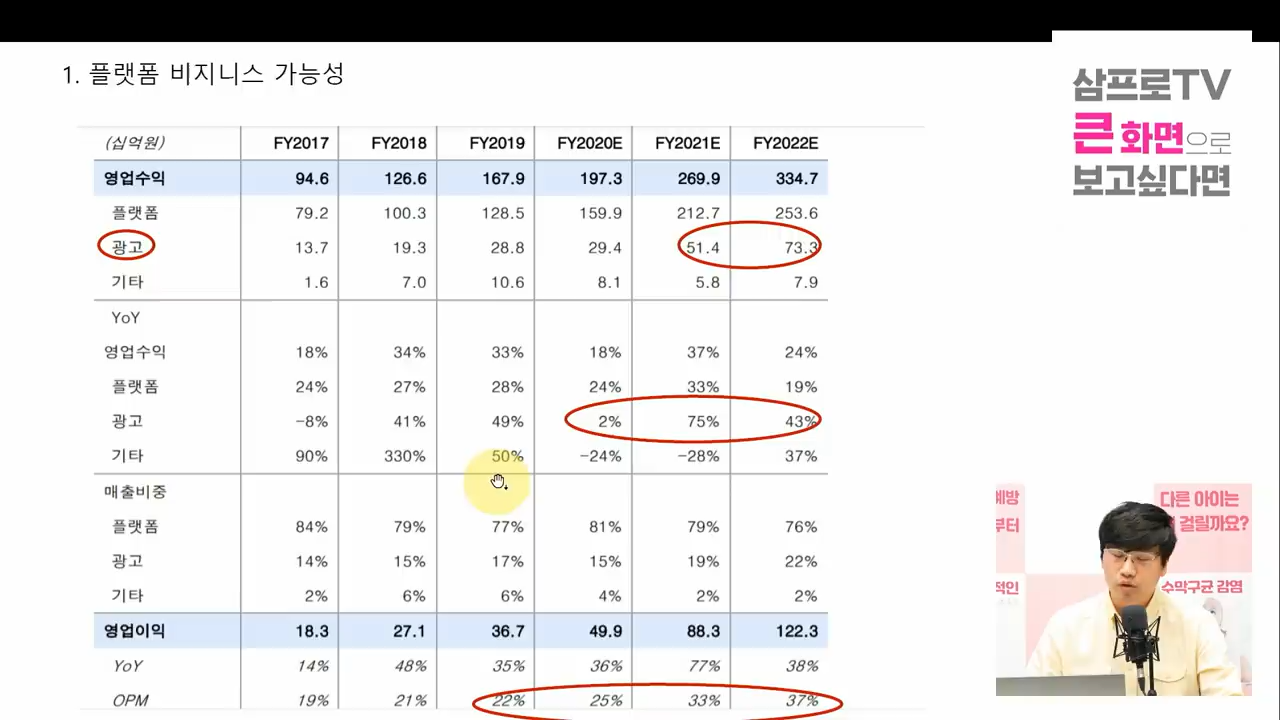 1. 플랫폼 비지니스 가능성
삼프로TV
큰 화면으로
보고싶다면
(십억원) FY2017 FY2018 FY2019 FY2020E FY2021E FY2022E
영업수익 94.6 126.6 167.9 197.3 269.9 334.7
플랫폼 79.2 100.3 128.5 159.9 212.7 253.6
광고 13.7 19.3 28.8 29.4 51.4 73.3
기타 1.6 7.0 10.6 8.1 5.8 7.9
YoY
영업수익 18% 34% 33% 18% 37% 24%
플랫폼 24% 27% 28% 24% 33% 19%
광고 -8% 41% 49% 2% 75% 43%
기타 90% 330% 50% -24% -28% 37%
매출비중
플랫폼 84% 79% 77% 81% 79% 76%
광고 14% 15% 17% 15% 19% 22%
기타 2% 6% 6% 4% 2% 2%
영업이익 18.3 27.1 36.7 49.9 88.3 122.3
YoY 14% 48% 35% 36% 77% 38%
OPM 19% 21% 22% 25% 33% 37%
예방
부터
적인
다른 아이는
걸릴까요?
수막구균 감염